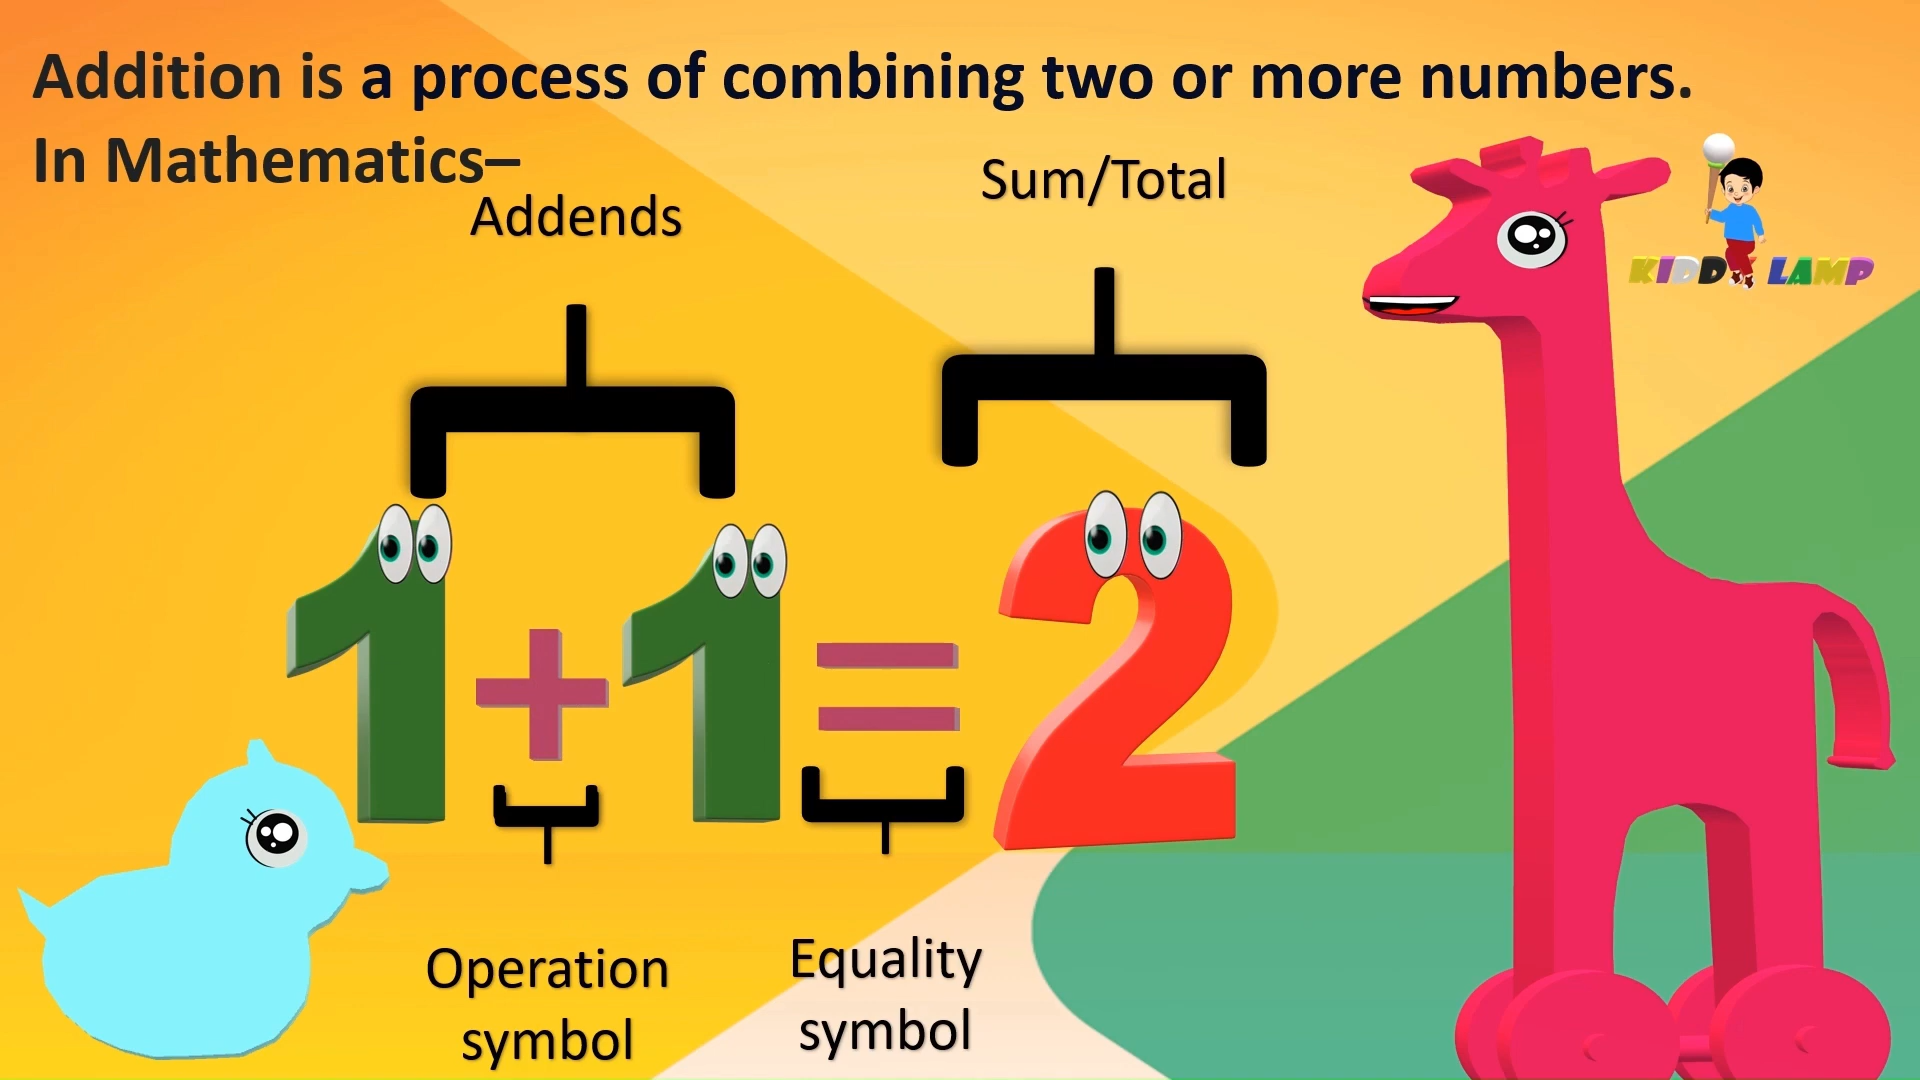 Addition is a process of combining two or more numbers.
In Mathematics–
Addends
Sum/Total
KIDDY LAMP
1 + 1 = 2
Operation
symbol
Equality
symbol